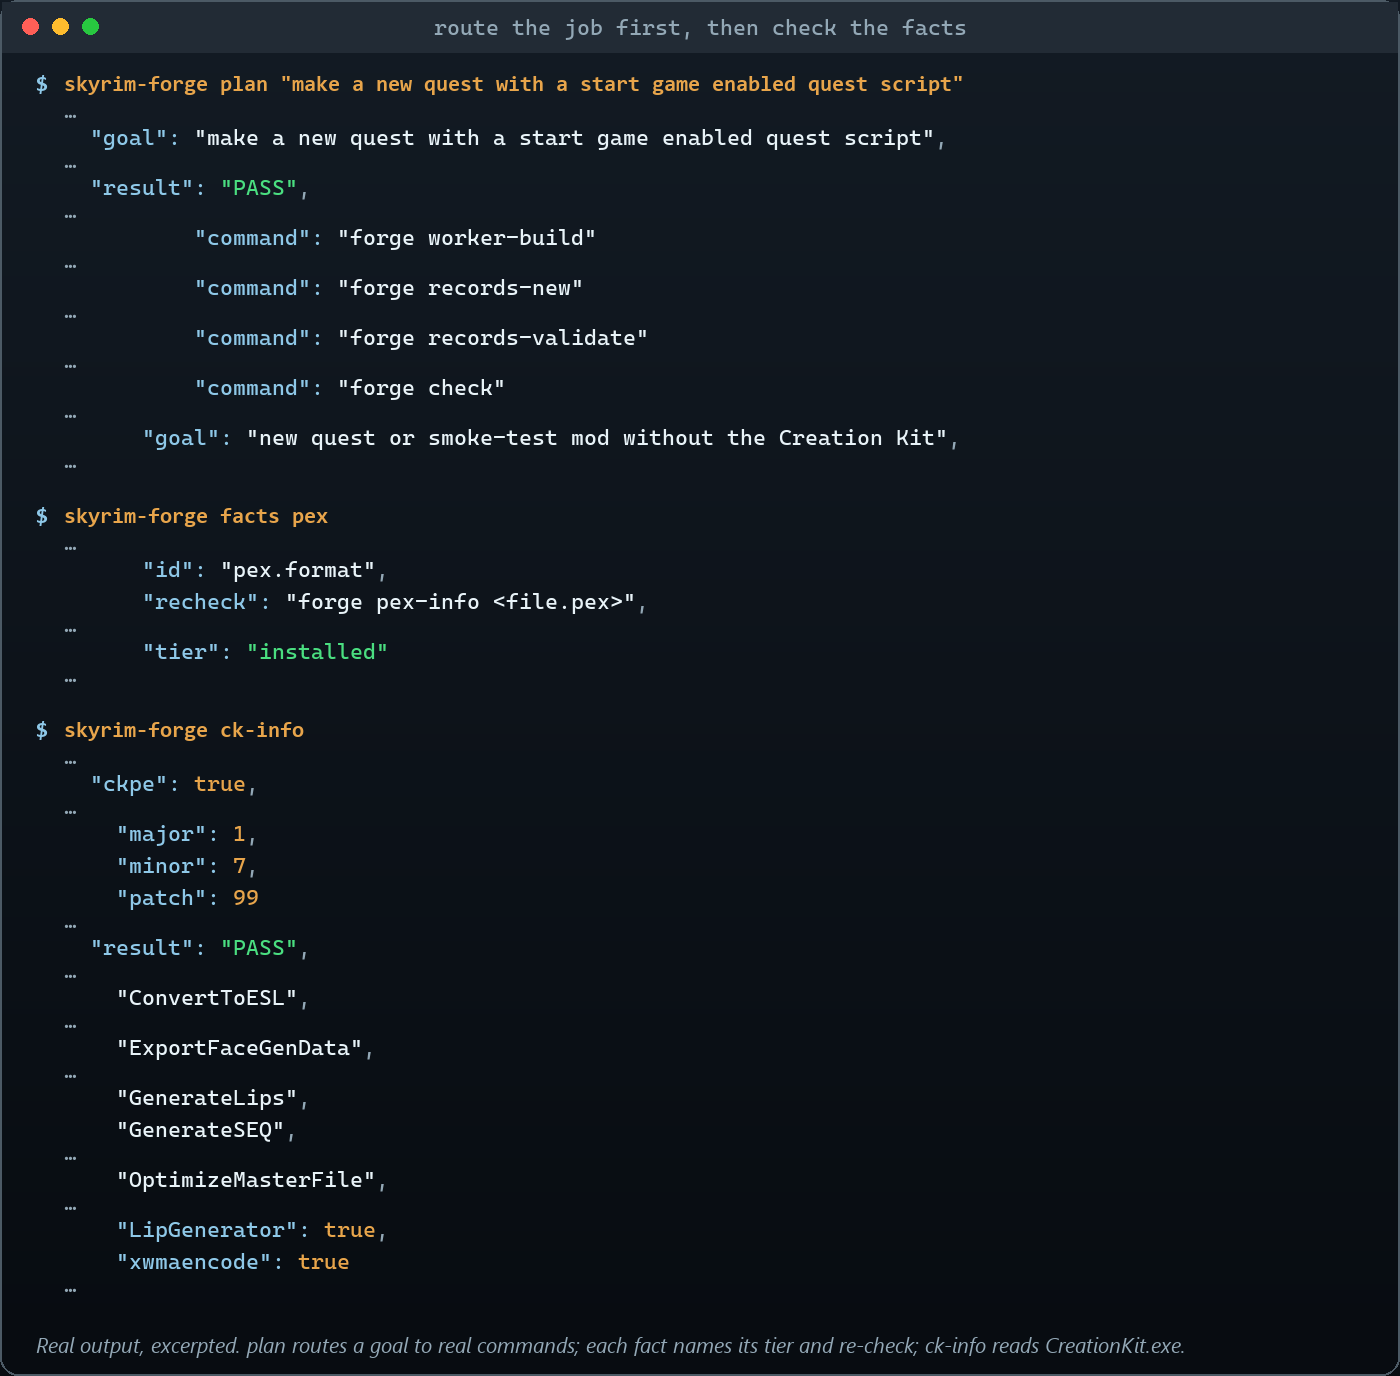 route the job first, then check the facts
$ skyrim-forge plan "make a new quest with a start game enabled quest script"
…
"goal": "make a new quest with a start game enabled quest script",
…
"result": "PASS",
…
"command": "forge worker-build"
…
"command": "forge records-new"
…
"command": "forge records-validate"
…
"command": "forge check"
…
"goal": "new quest or smoke-test mod without the Creation Kit",
…
$ skyrim-forge facts pex
…
"id": "pex.format",
"recheck": "forge pex-info <file.pex>",
…
"tier": "installed"
…
$ skyrim-forge ck-info
…
"ckpe": true,
…
"major": 1,
"minor": 7,
"patch": 99
…
"result": "PASS",
…
"ConvertToESL",
…
"ExportFaceGenData",
…
"GenerateLips",
"GenerateSEQ",
…
"OptimizeMasterFile",
…
"LipGenerator": true,
"xwmaencode": true
…
Real output, excerpted. plan routes a goal to real commands; each fact names its tier and re-check; ck-info reads CreationKit.exe.